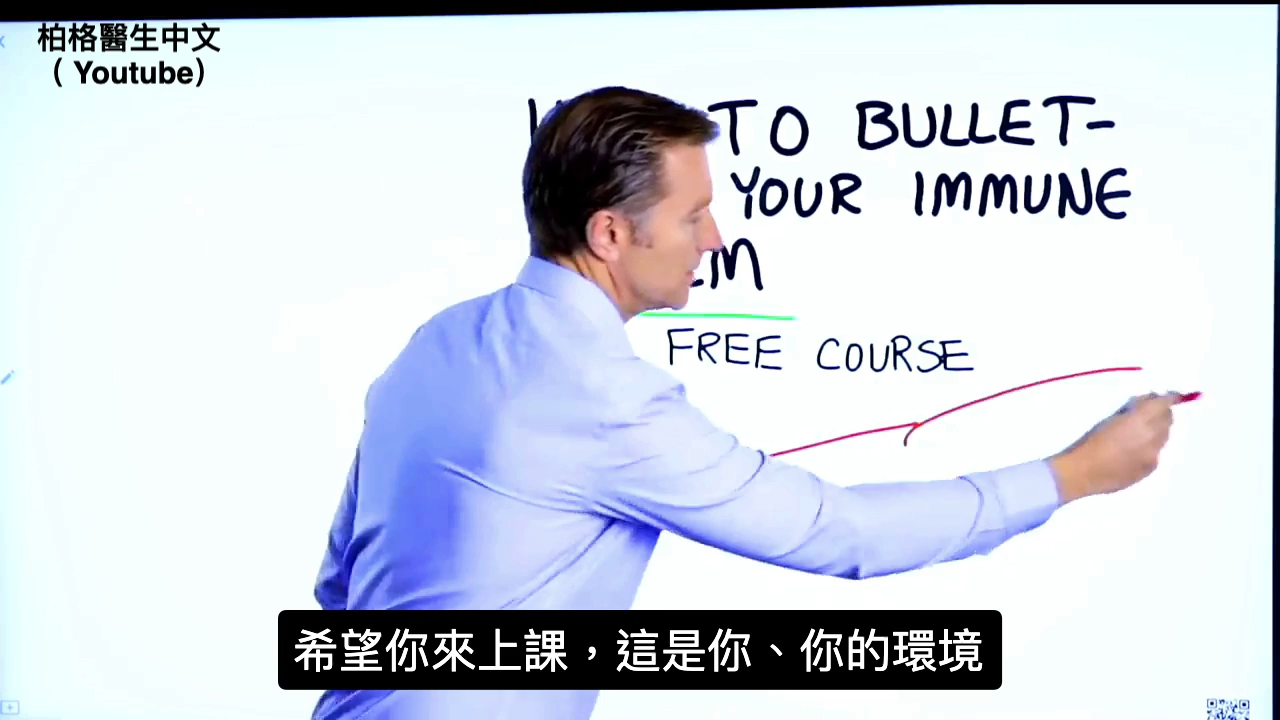 柏格醫生中文
（Youtube）
TO BULLET-
YOUR IMMUNE
FREE COURSE
希望你來上課，這是你、你的環境